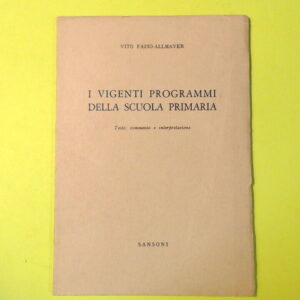 VITO FAZIO-ALLMAYER
I VIGENTI PROGRAMMI
DELLA SCUOLA PRIMARIA
Testo, commento e interpretazione
SANSONI